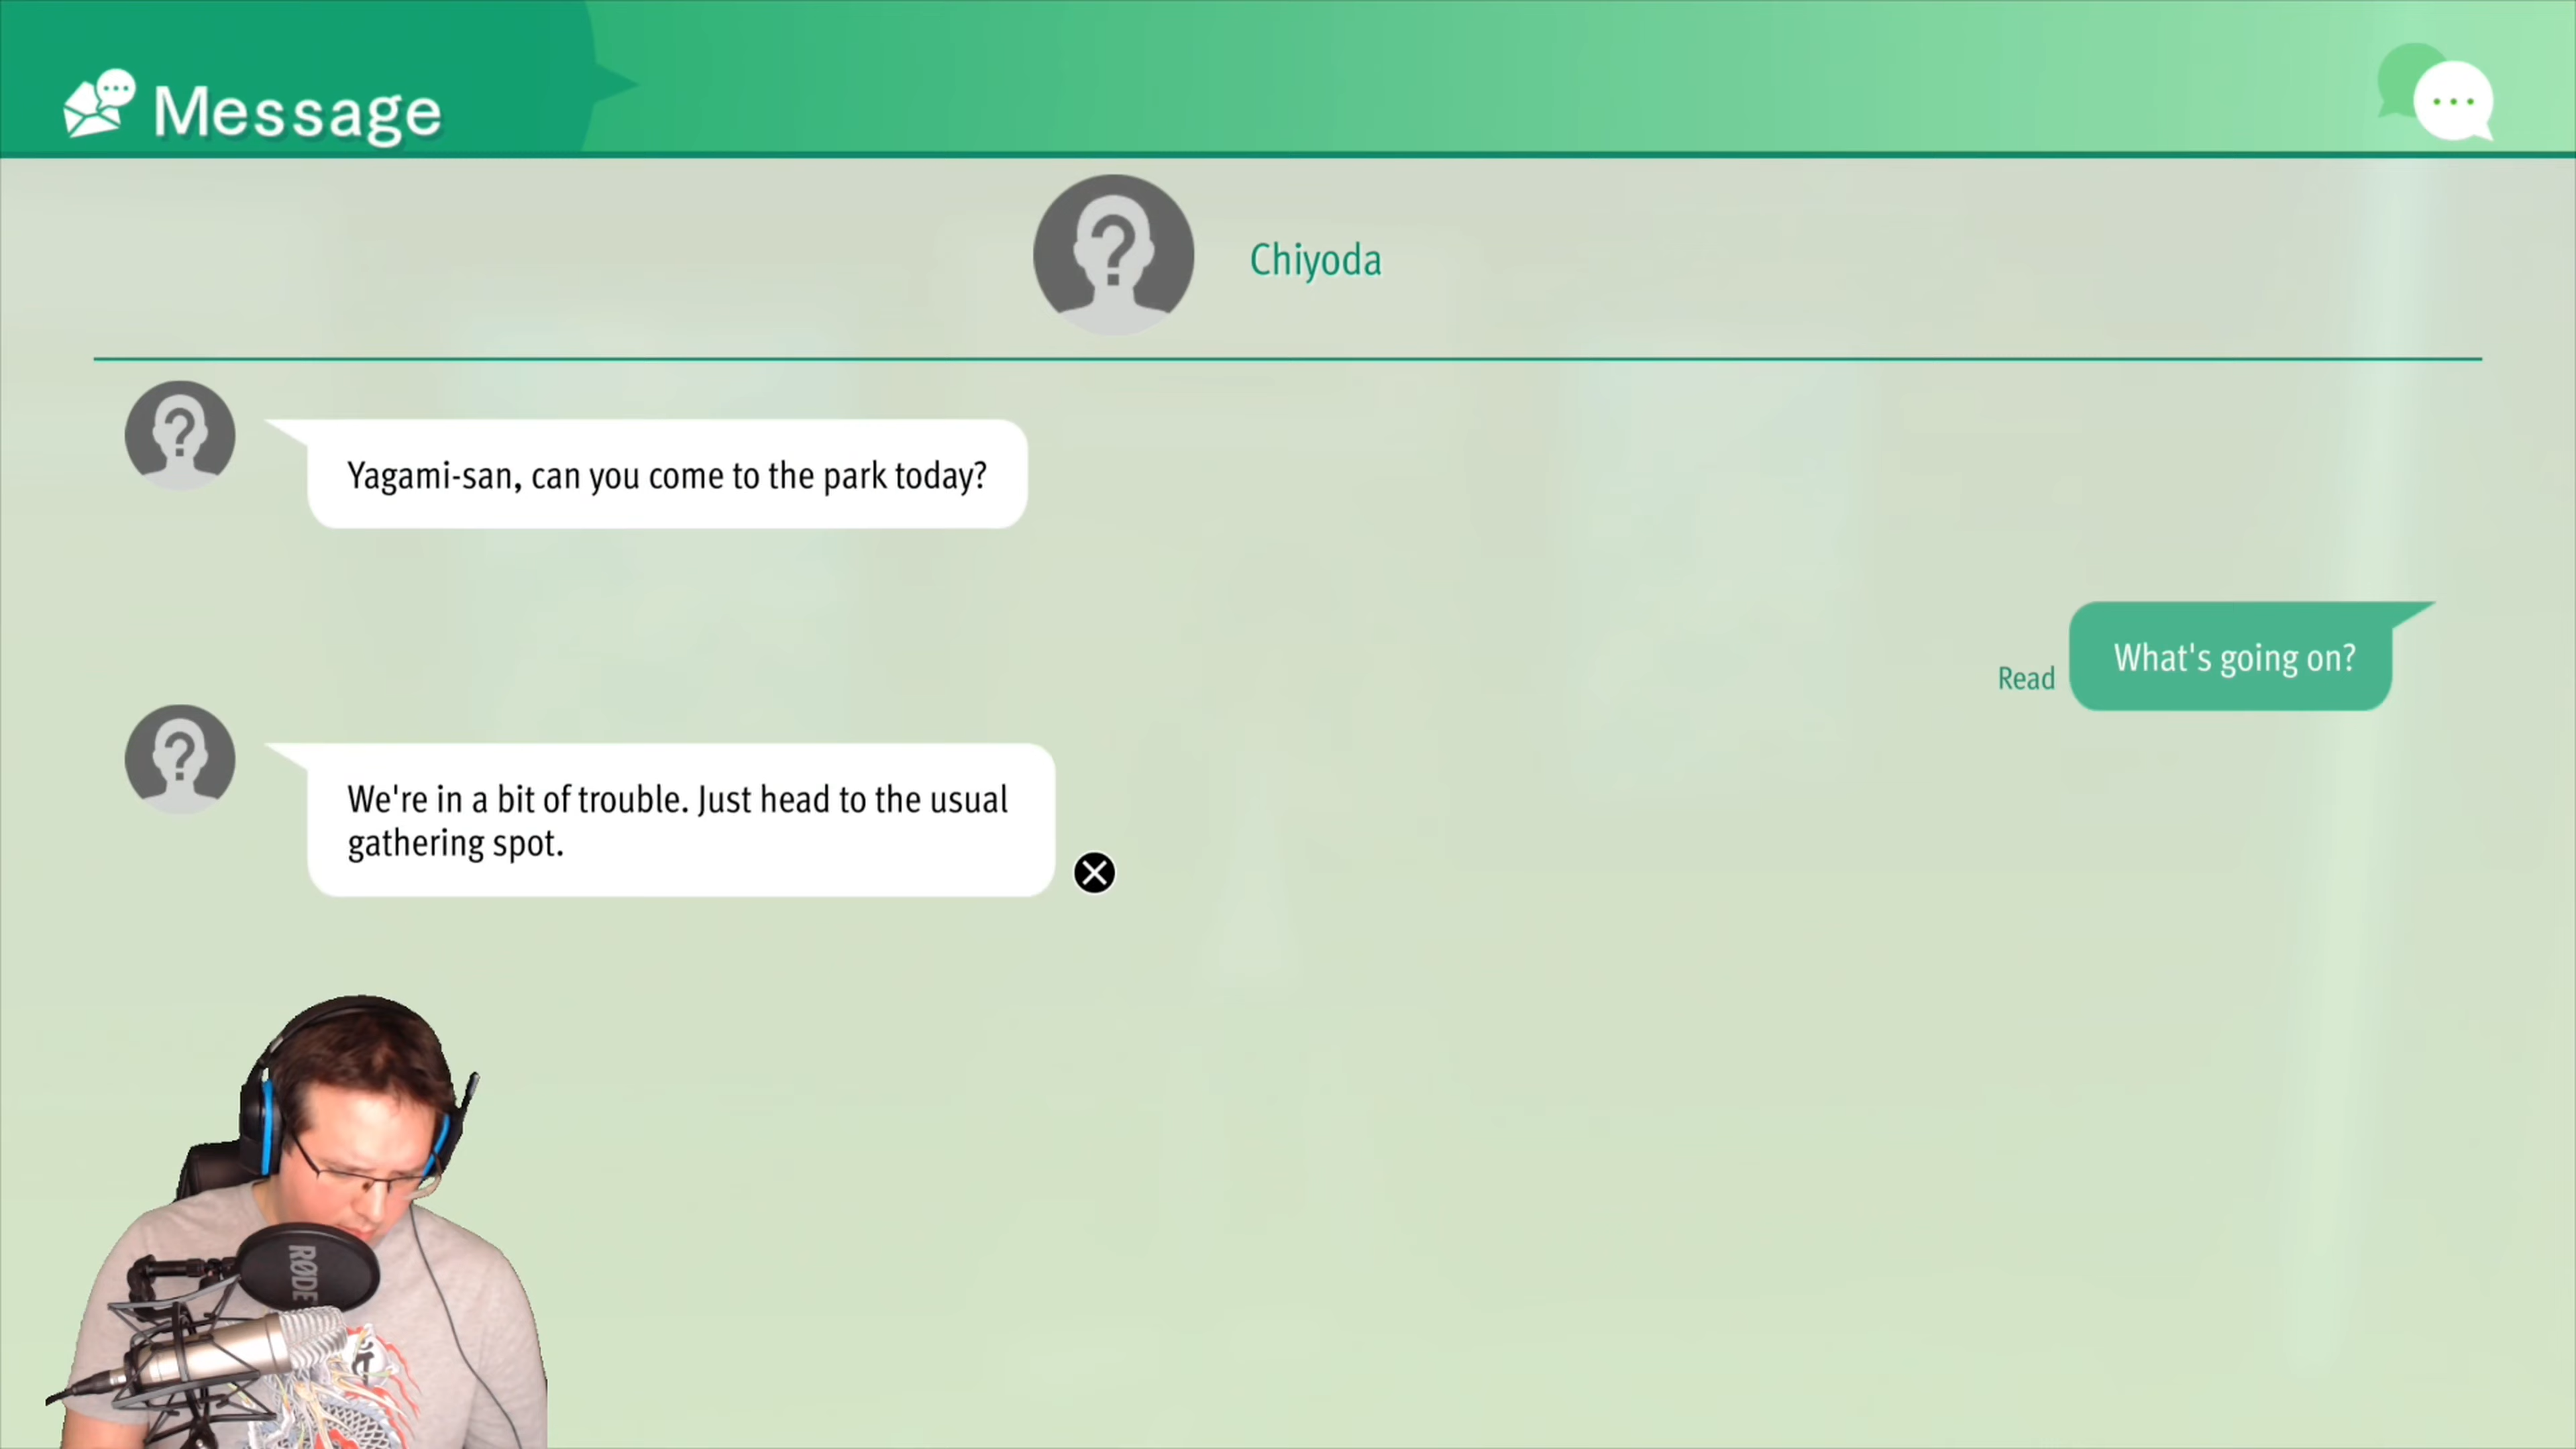 Message
Chiyoda
Yagami-san, can you come to the park today?
What's going on?
Read
We're in a bit of trouble. Just head to the usual
gathering spot.
RØDE